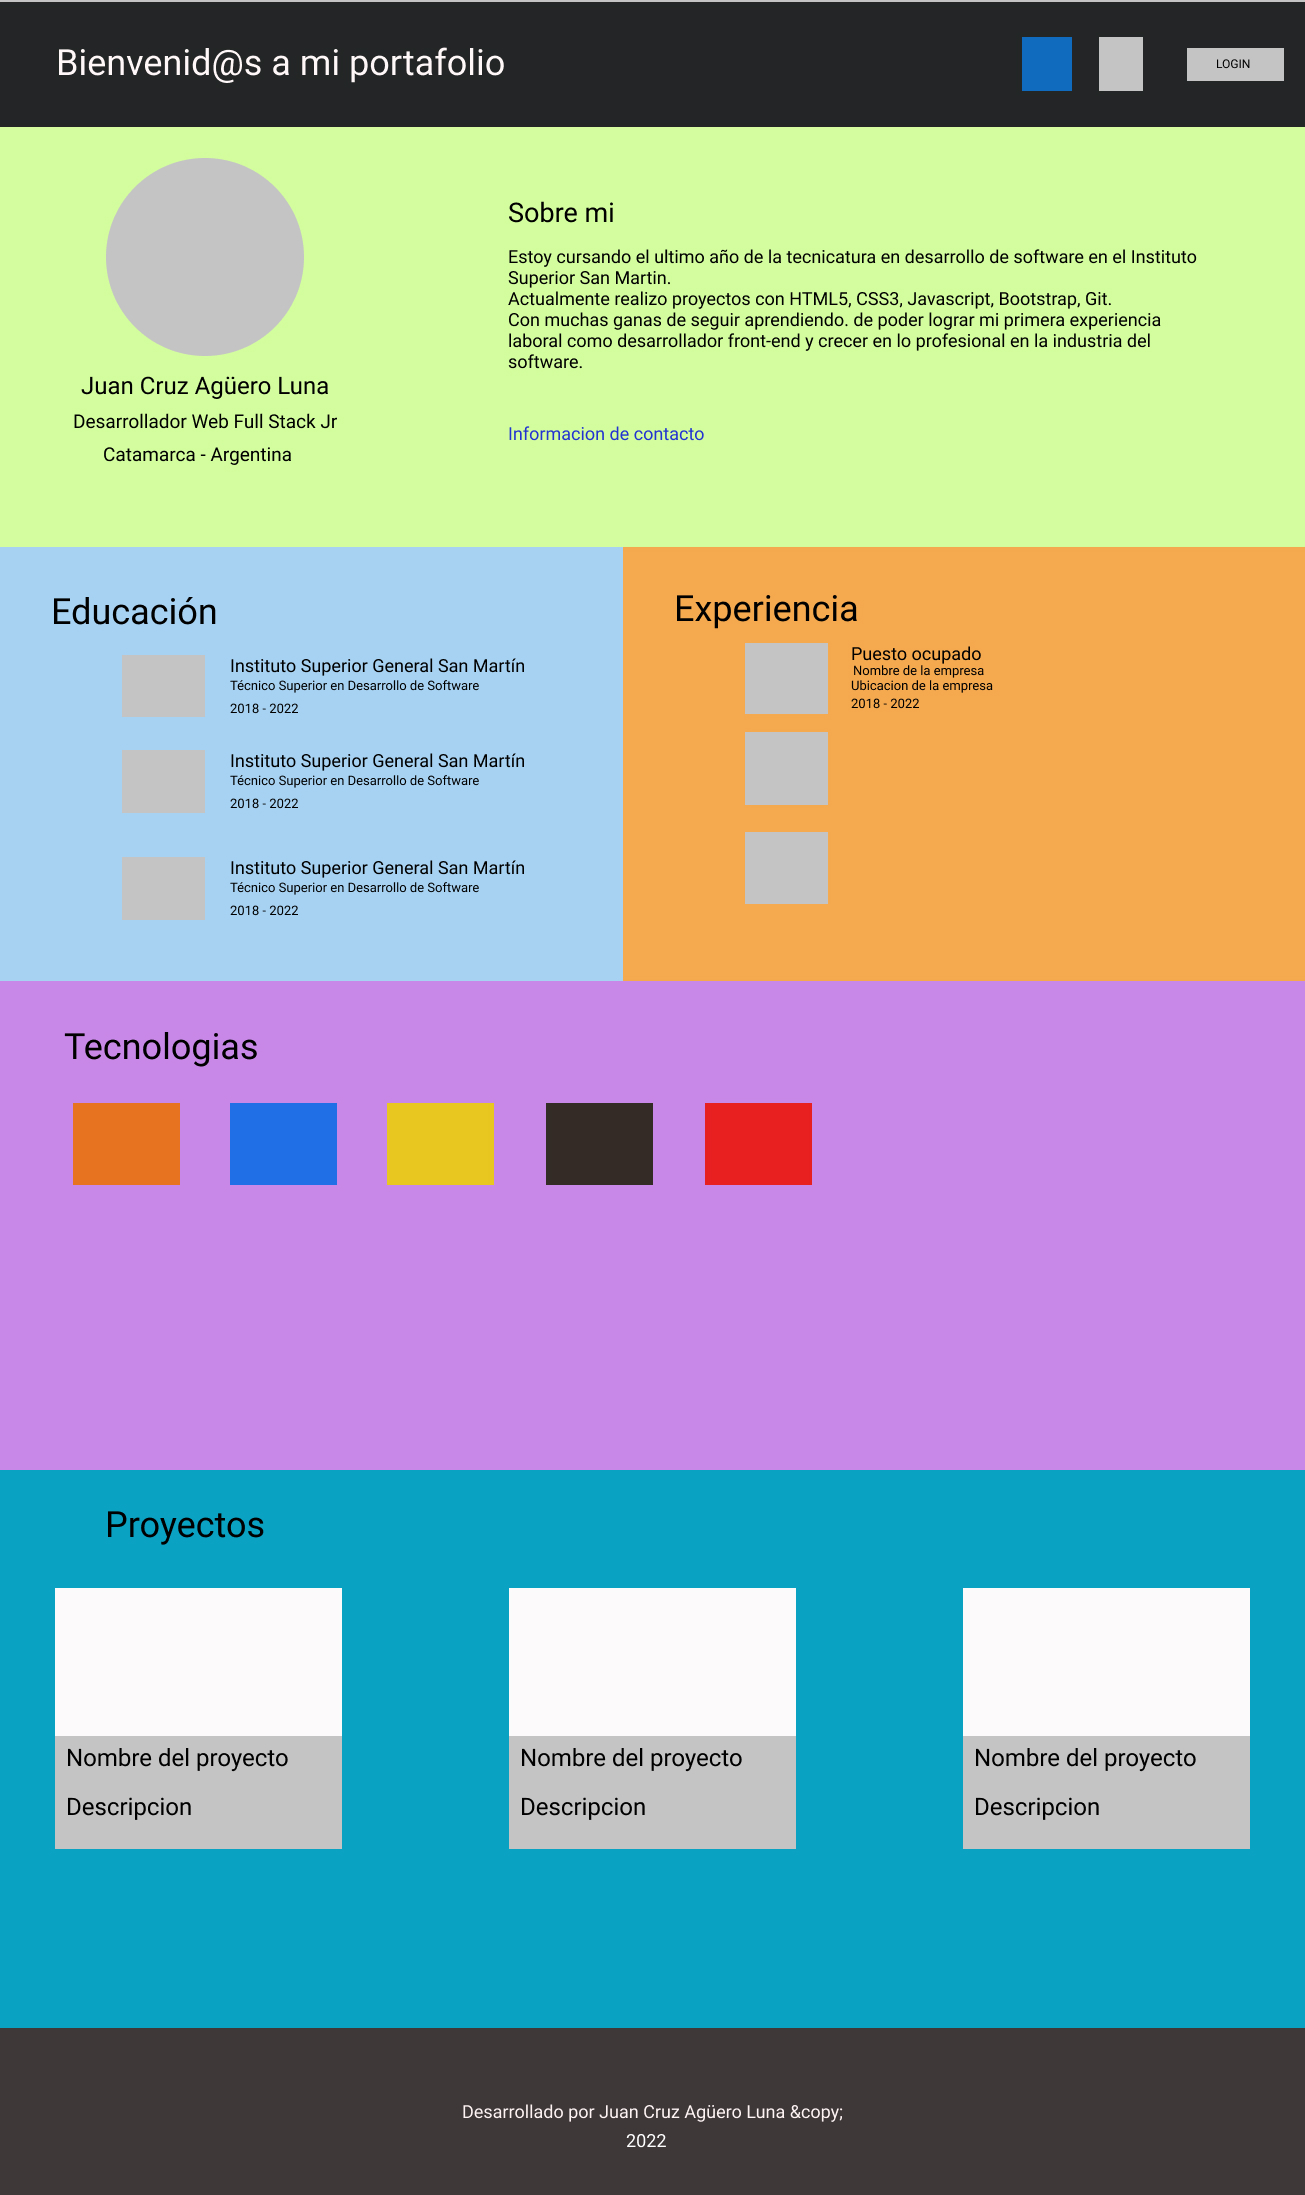 Bienvenid@s a mi portafolio
LOGIN
Juan Cruz Agüero Luna
Desarrollador Web Full Stack Jr
Catamarca - Argentina
Sobre mi
Estoy cursando el ultimo año de la tecnicatura en desarrollo de software en el Instituto
Superior San Martin.
Actualmente realizo proyectos con HTML5, CSS3, Javascript, Bootstrap, Git.
Con muchas ganas de seguir aprendiendo. de poder lograr mi primera experiencia
laboral como desarrollador front-end y crecer en lo profesional en la industria del
software.
Informacion de contacto
Educación
Instituto Superior General San Martín
Técnico Superior en Desarrollo de Software
2018 - 2022
Instituto Superior General San Martín
Técnico Superior en Desarrollo de Software
2018 - 2022
Instituto Superior General San Martín
Técnico Superior en Desarrollo de Software
2018 - 2022
Experiencia
Puesto ocupado
Nombre de la empresa
Ubicacion de la empresa
2018 - 2022
Tecnologias
Proyectos
Nombre del proyecto
Descripcion
Nombre del proyecto
Descripcion
Nombre del proyecto
Descripcion
Desarrollado por Juan Cruz Agüero Luna &copy;
2022